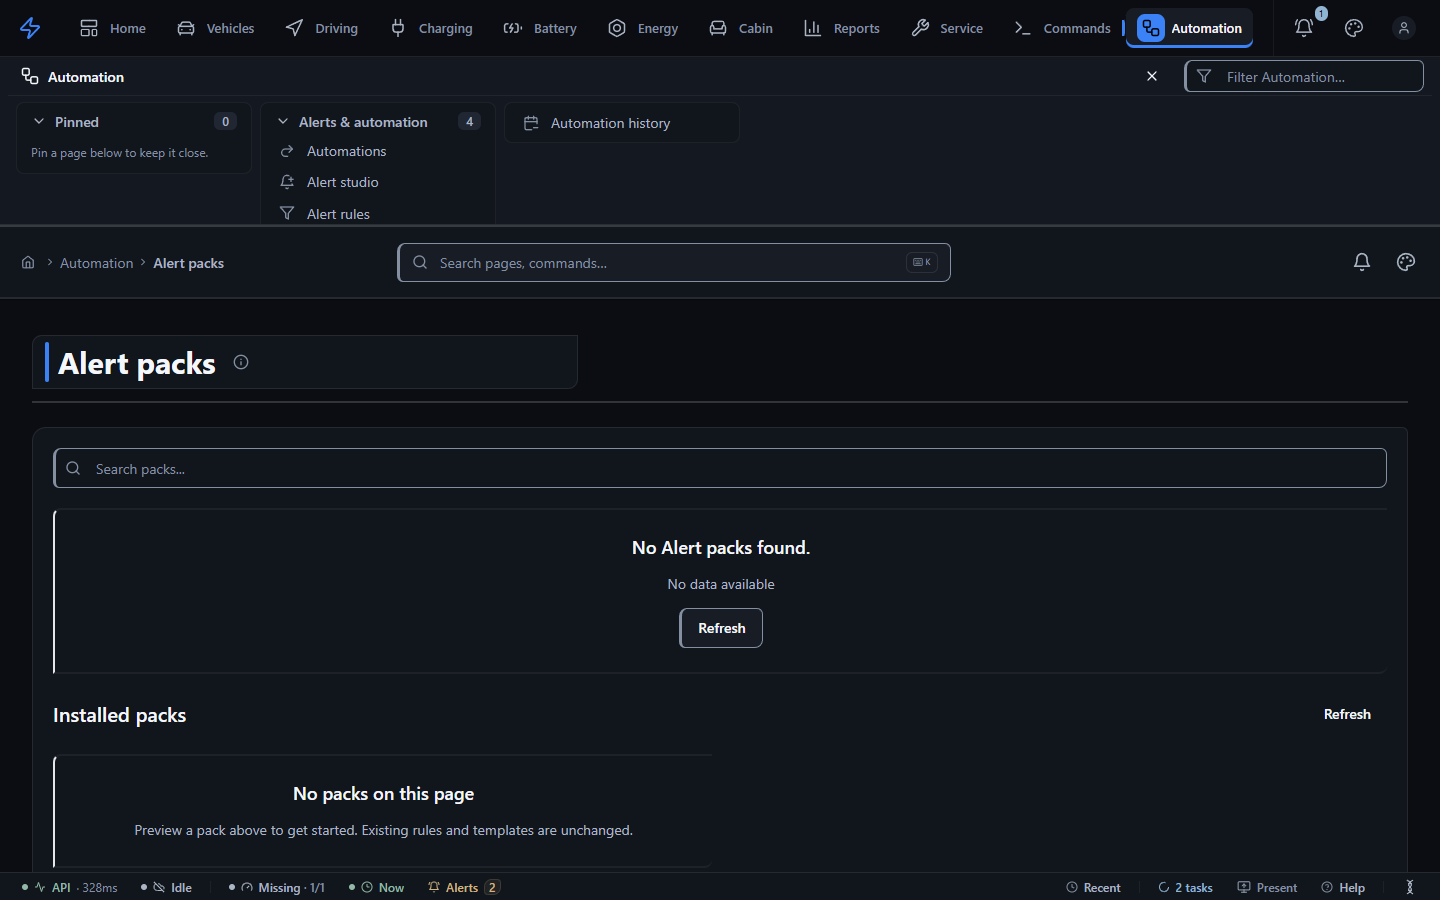 Home
Vehicles
Driving
Charging
Battery
Energy
Cabin
Reports
Service
Commands
Automation
1
Automation
Filter Automation...
Pinned 0
Pin a page below to keep it close.
Alerts & automation 4
Automations
Alert studio
Alert rules
Automation history
Automation
Alert packs
Search pages, commands...
K
Alert packs
Search packs...
No Alert packs found.
No data available
Refresh
Installed packs
Refresh
No packs on this page
Preview a pack above to get started. Existing rules and templates are unchanged.
API · 328ms
Idle
Missing · 1/1
Now
Alerts 2
Recent
2 tasks
Present
Help